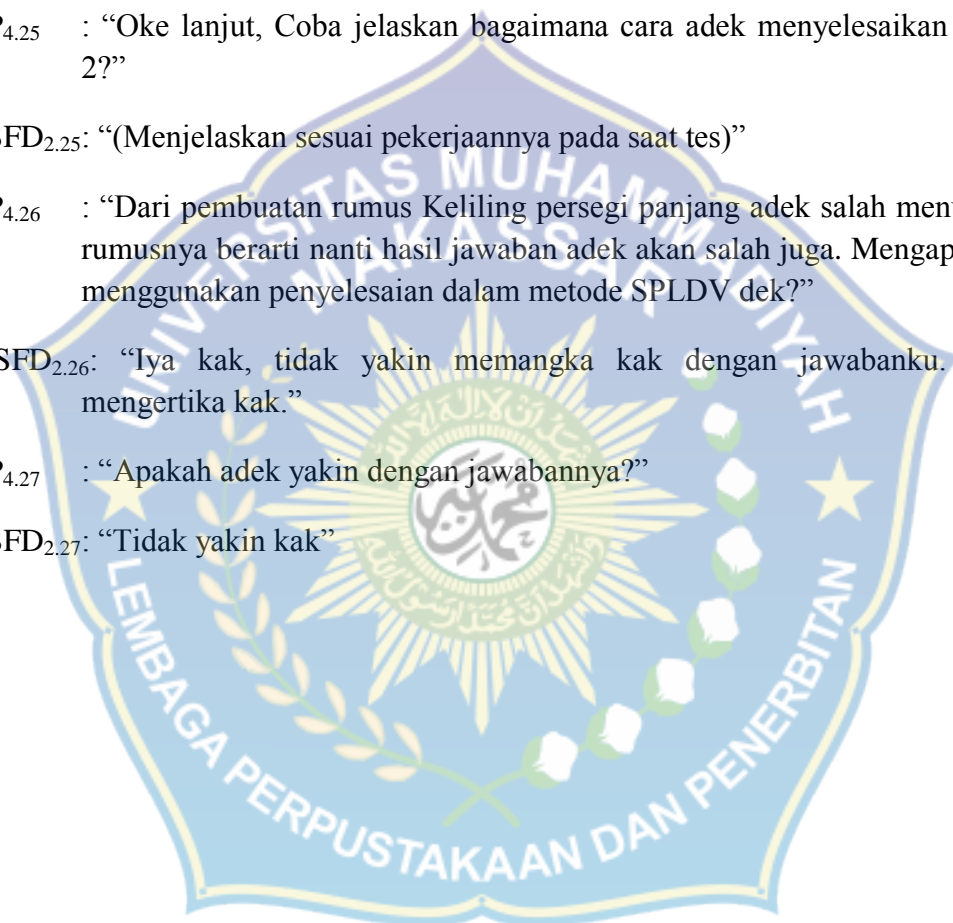 4.25 : “Oke lanjut, Coba jelaskan bagaimana cara adek menyelesaikan
2?”
FD2.25: “(Menjelaskan sesuai pekerjaannya pada saat tes)”
4.26 : “Dari pembuatan rumus Keliling persegi panjang adek salah
rumusnya berarti nanti hasil jawaban adek akan salah juga.
menggunakan penyelesaian dalam metode SPLDV dek?”
SFD2.26: “Iya kak, tidak yakin memangka kak dengan jawabanku.
mengertika kak.”
4.27 : “Apakah adek yakin dengan jawabannya?”
FD2.27: “Tidak yakin kak”
UNIVERSITAS MUHAMMADIYAH
MAKASSAR
LEMBAGA PERPUSTAKAAN DAN PENERBITAN